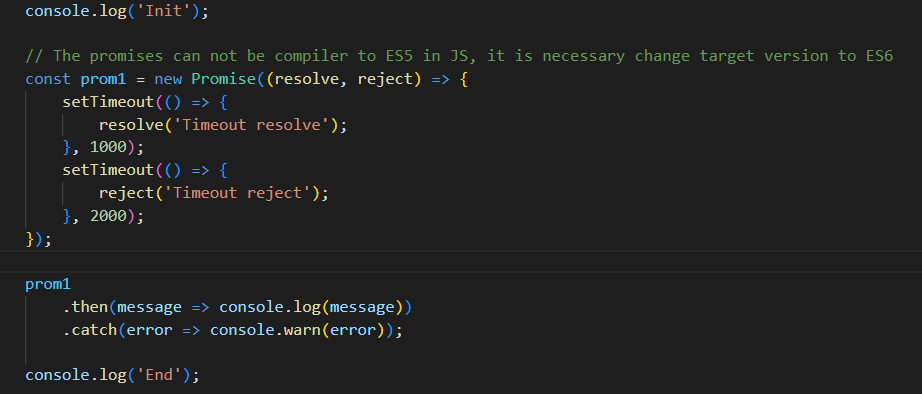 console.log('Init');
// The promises can not be compiler to ES5 in JS, it is necessary change target version to ES6
const prom1 = new Promise((resolve, reject) => {
    setTimeout(() => {
        resolve('Timeout resolve');
    }, 1000);
    setTimeout(() => {
        reject('Timeout reject');
    }, 2000);
});
prom1
    .then(message => console.log(message))
    .catch(error => console.warn(error));
console.log('End');